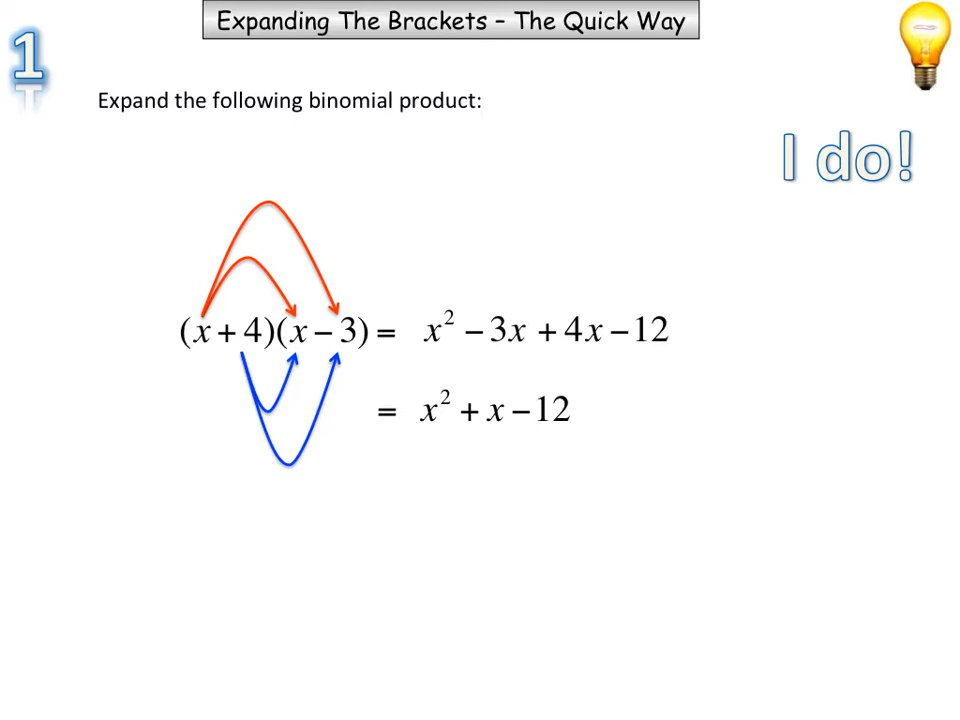 Expanding The Brackets – The Quick Way
1
Expand the following binomial product:
I do!
(x + 4)(x − 3) = x² − 3x + 4x − 12
= x² + x − 12